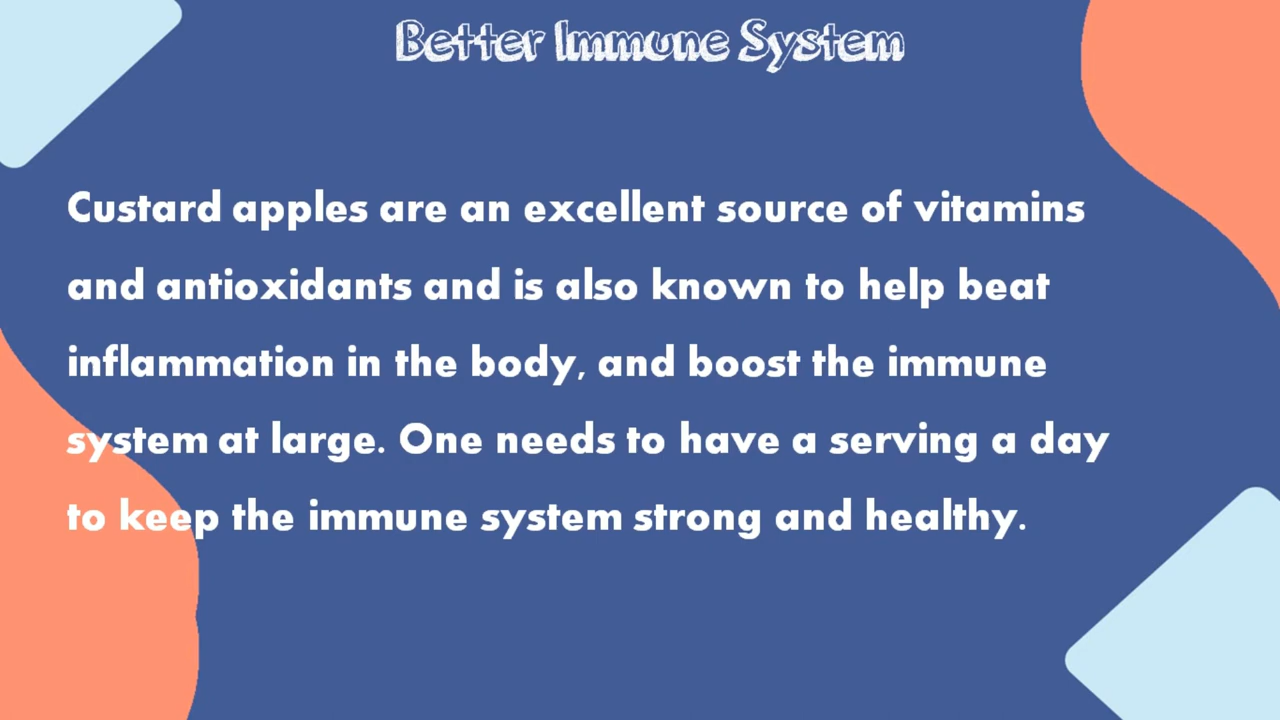 Better Immune System
Custard apples are an excellent source of vitamins
and antioxidants and is also known to help beat
inflammation in the body, and boost the immune
system at large. One needs to have a serving a day
to keep the immune system strong and healthy.